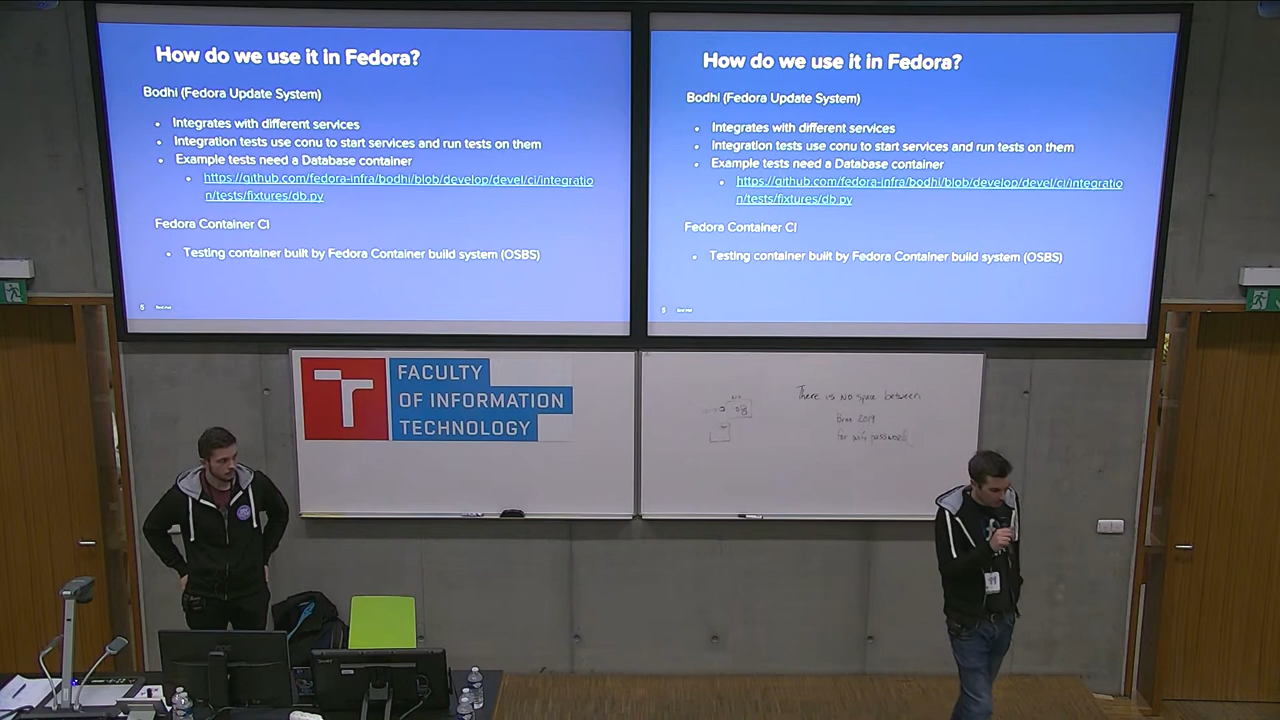 How do we use it in Fedora?
Bodhi (Fedora Update System)
• Integrates with different services
• Integration tests use conu to start services and run tests on them
• Example tests need a Database container
• https://github.com/fedora-infra/bodhi/blob/develop/devel/ci/integratio
n/tests/fixtures/db.py
Fedora Container CI
• Testing container built by Fedora Container build system (OSBS)
5 Red Hat
How do we use it in Fedora?
Bodhi (Fedora Update System)
• Integrates with different services
• Integration tests use conu to start services and run tests on them
• Example tests need a Database container
• https://github.com/fedora-infra/bodhi/blob/develop/devel/ci/integratio
n/tests/fixtures/db.py
Fedora Container CI
• Testing container built by Fedora Container build system (OSBS)
5 Red Hat
FACULTY
OF INFORMATION
TECHNOLOGY
There is NO space between
Brno 2019
for wifi password